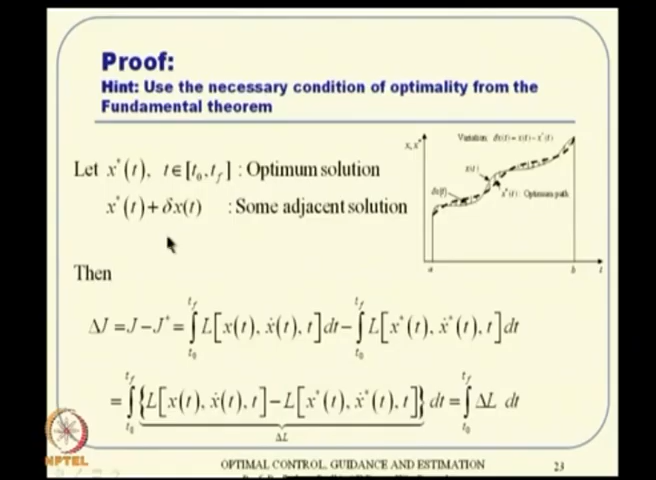 Proof:
Hint: Use the necessary condition of optimality from the
Fundamental theorem
Let x*(t), t∈[t₀,t_f] : Optimum solution
x*(t)+δx(t) : Some adjacent solution
x, x*
Variation: δx(t) = x(t) − x*(t)
x(t)
δx(t)
x*(t): Optimum path
a b t
Then
ΔJ = J − J* = ∫_{t₀}^{t_f} L[x(t), ẋ(t), t]dt − ∫_{t₀}^{t_f} L[x*(t), ẋ*(t), t]dt
= ∫_{t₀}^{t_f} {L[x(t), ẋ(t), t] − L[x*(t), ẋ*(t), t]} dt = ∫_{t₀}^{t_f} ΔL dt
ΔL
NPTEL
OPTIMAL CONTROL, GUIDANCE AND ESTIMATION
23